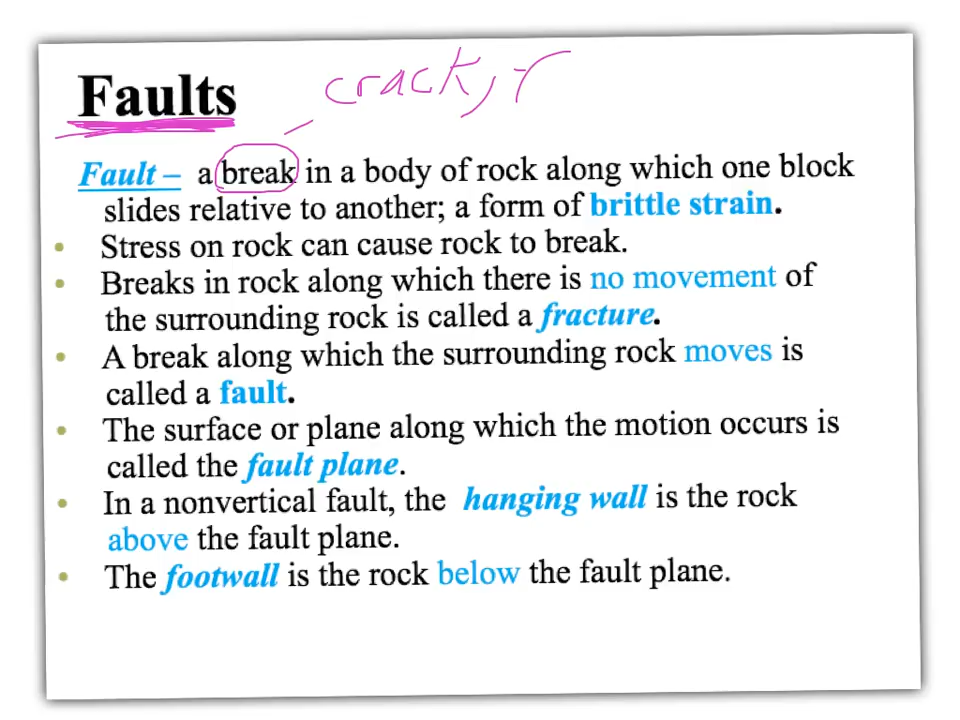 Faults
crack,
Fault – a break in a body of rock along which one block
slides relative to another; a form of brittle strain.
• Stress on rock can cause rock to break.
• Breaks in rock along which there is no movement of
the surrounding rock is called a fracture.
• A break along which the surrounding rock moves is
called a fault.
• The surface or plane along which the motion occurs is
called the fault plane.
• In a nonvertical fault, the hanging wall is the rock
above the fault plane.
• The footwall is the rock below the fault plane.